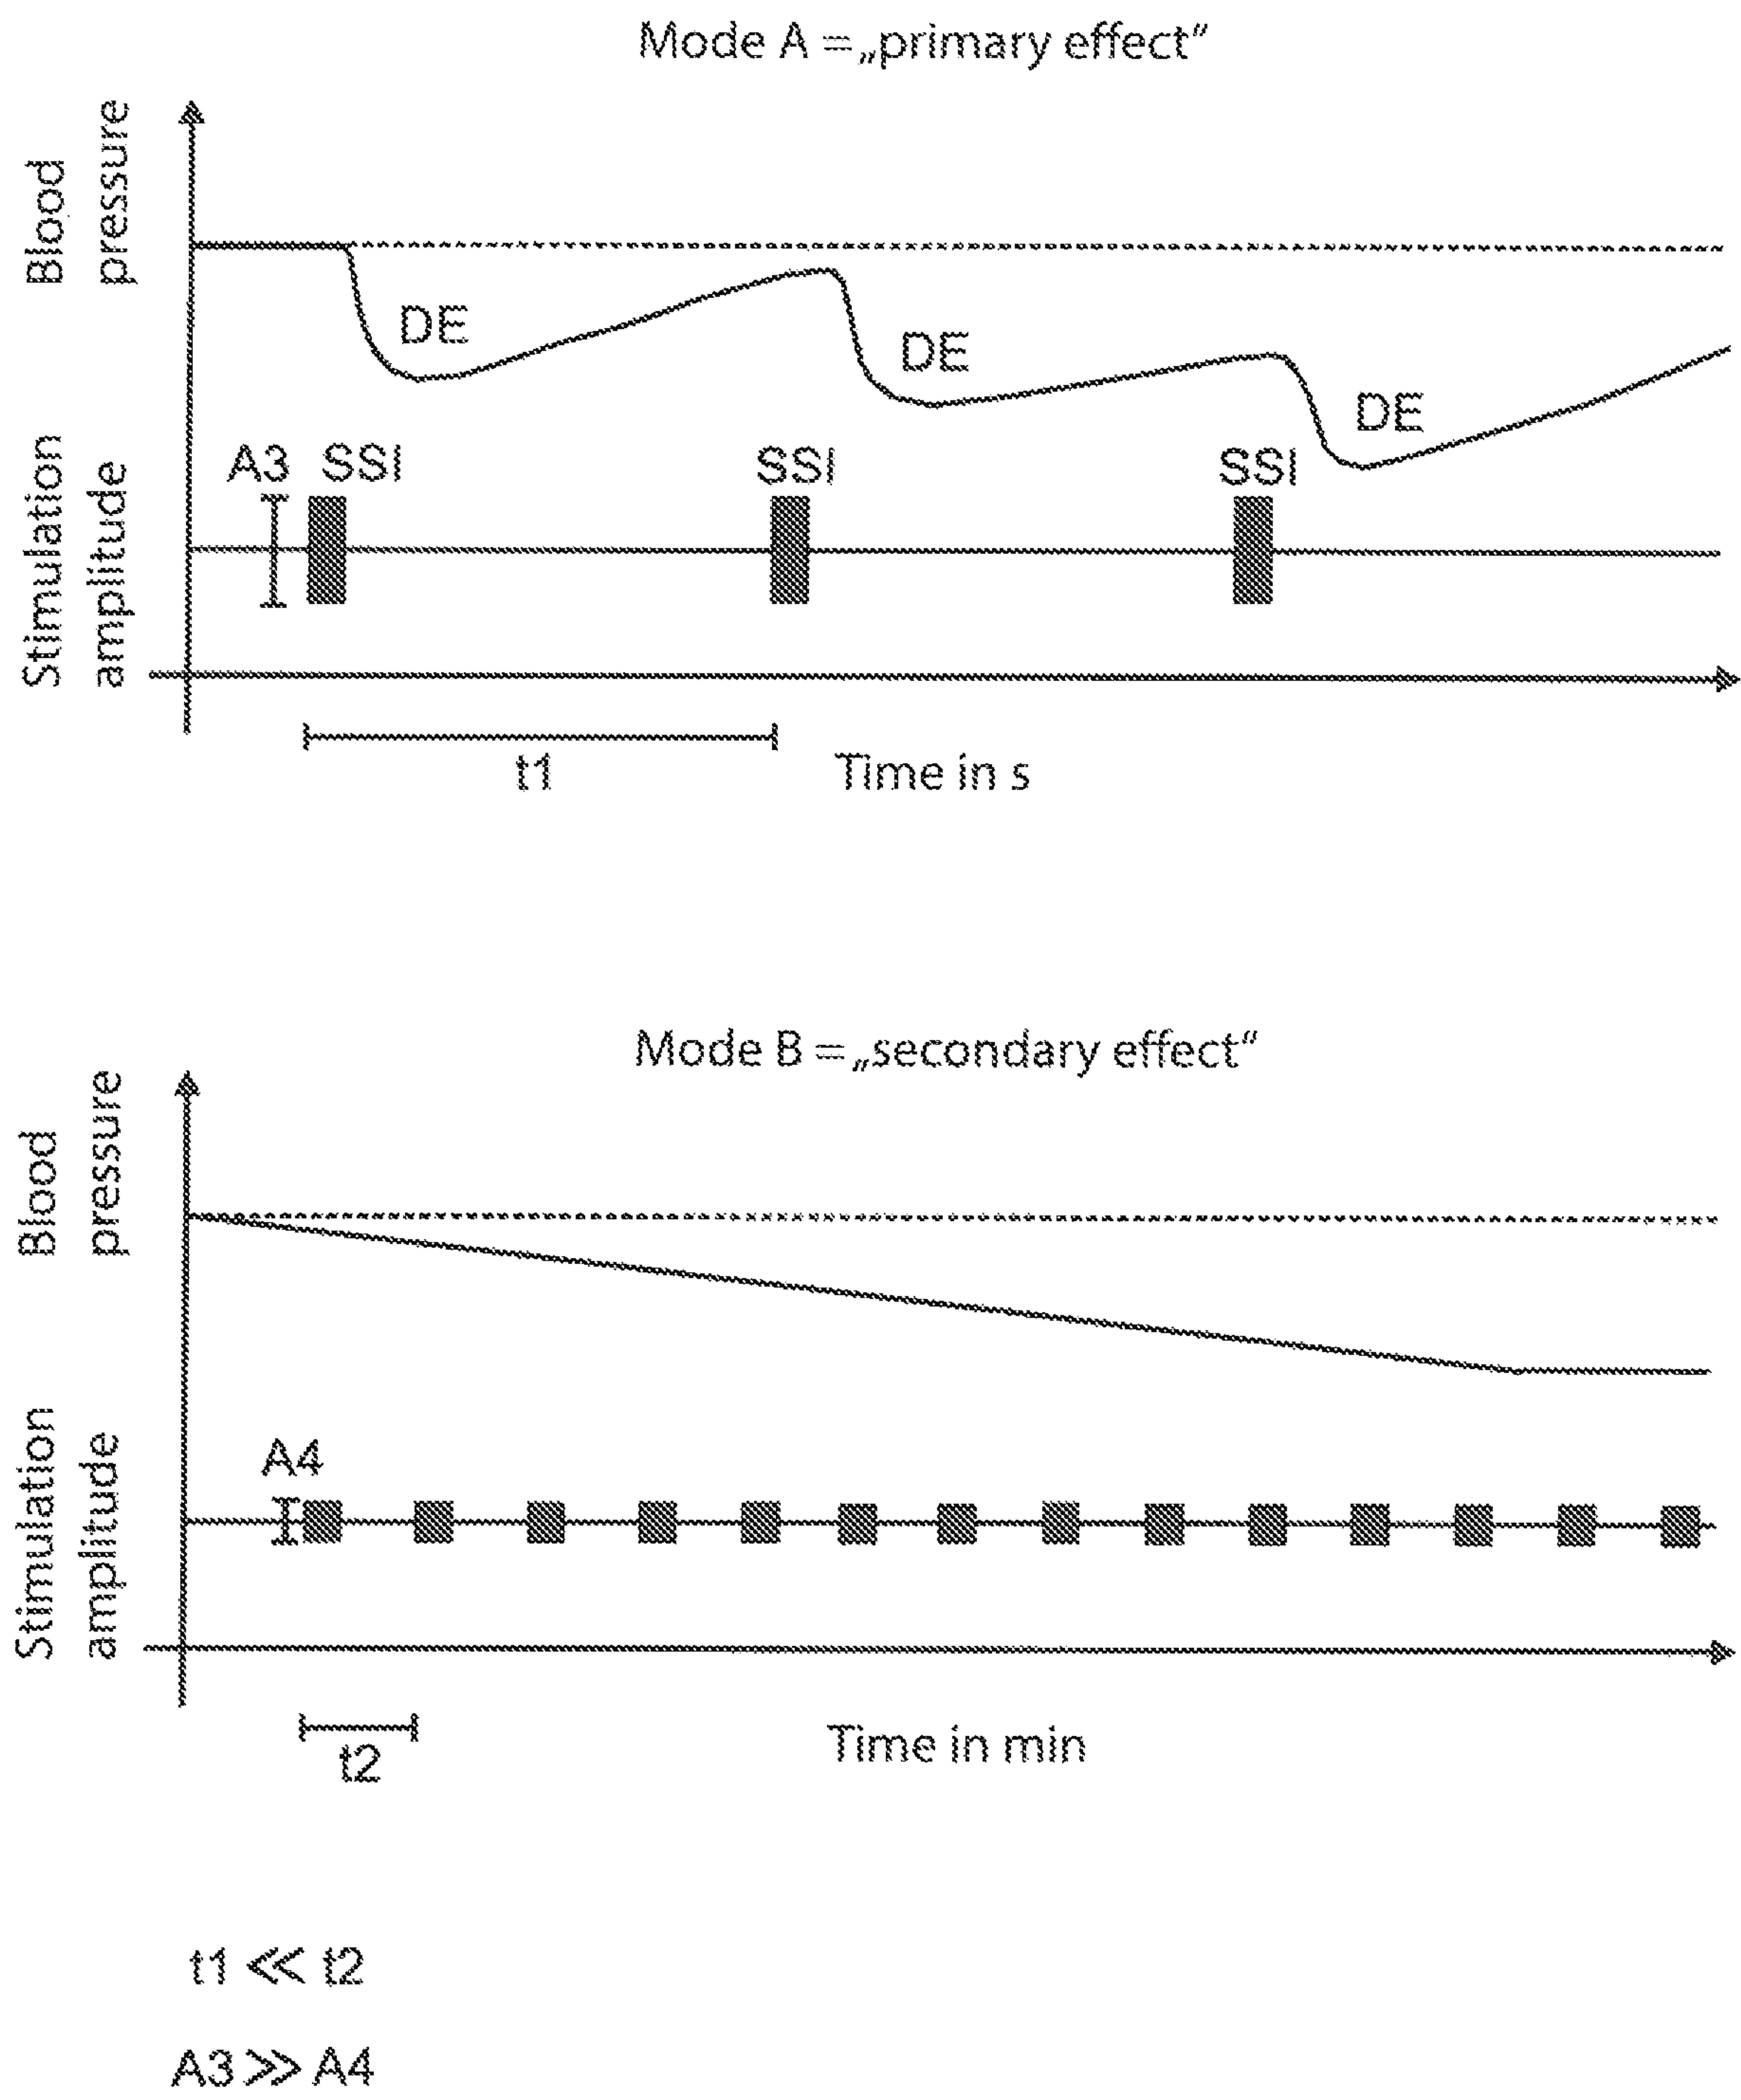 Mode A = „primary effect“
Blood
pressure
DE
DE
DE
Stimulation
amplitude
A3 SSI
SSI
SSI
t1
Time in s
Mode B = „secondary effect“
Blood
pressure
Stimulation
amplitude
A4
t2
Time in min
t1 << t2
A3 >> A4